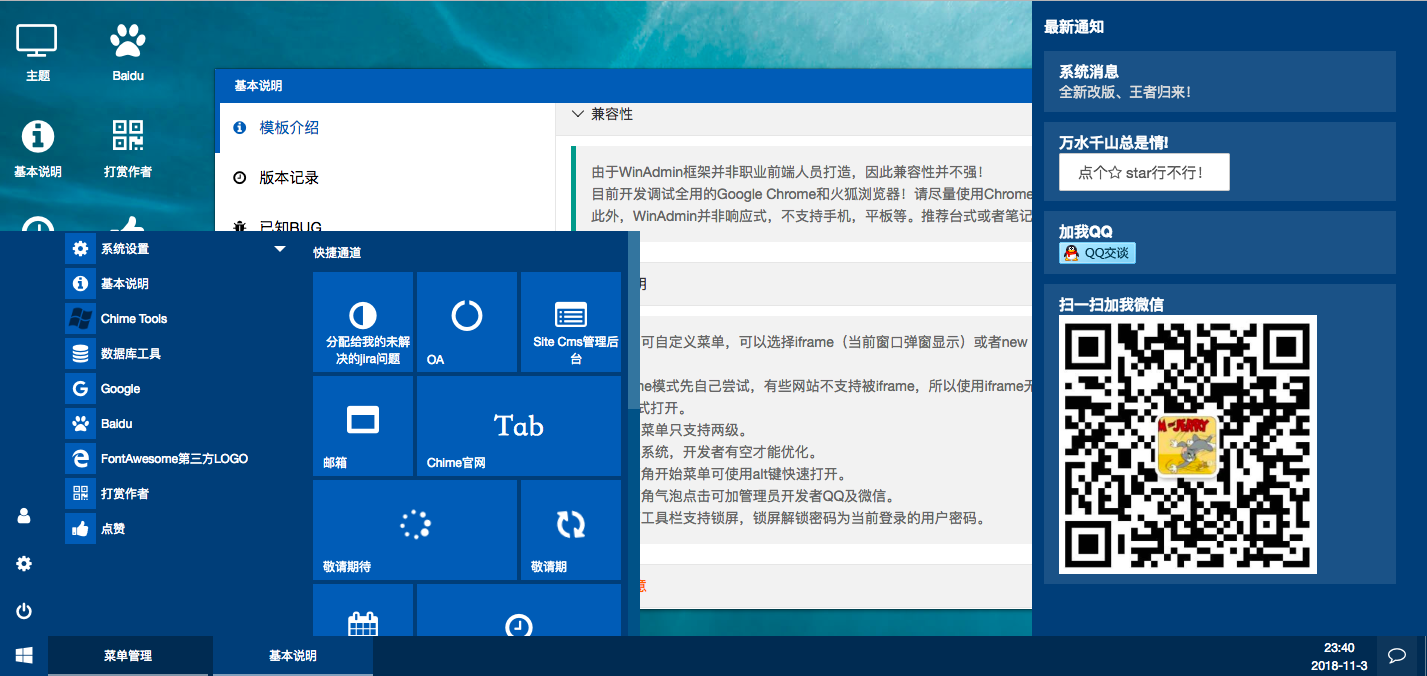 主题
Baidu
基本说明
打赏作者
基本说明
模板介绍
版本记录
已知BUG
兼容性
由于WinAdmin框架并非职业前端人员打造，因此兼容性并不强！
目前开发调试全用的Google Chrome和火狐浏览器！请尽量使用Chrome
此外，WinAdmin并非响应式，不支持手机，平板等。推荐台式或者笔记
明
可自定义菜单，可以选择iframe（当前窗口弹窗显示）或者new
me模式先自己尝试，有些网站不支持被iframe，所以使用iframe无
式打开。
菜单只支持两级。
系统，开发者有空才能优化。
角开始菜单可使用alt键快速打开。
角气泡点击可加管理员开发者QQ及微信。
工具栏支持锁屏，锁屏解锁密码为当前登录的用户密码。
意
系统设置
基本说明
Chime Tools
数据库工具
Google
Baidu
FontAwesome第三方LOGO
打赏作者
点赞
快捷通道
分配给我的未解
决的jira问题
OA
Site Cms管理后
台
邮箱
Tab
Chime官网
敬请期待
敬请期
最新通知
系统消息
全新改版、王者归来！
万水千山总是情!
点个☆ star行不行！
加我QQ
QQ交谈
扫一扫加我微信
菜单管理
基本说明
23:40
2018-11-3